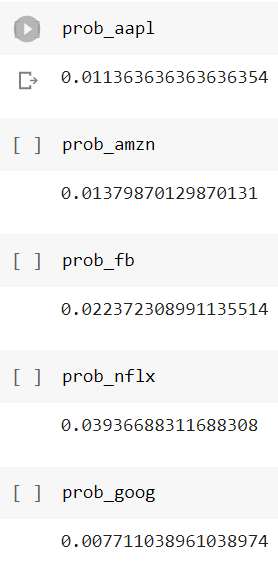 prob_aapl
0.011363636363636354
[ ] prob_amzn
0.01379870129870131
[ ] prob_fb
0.022372308991135514
[ ] prob_nflx
0.03936688311688308
[ ] prob_goog
0.007711038961038974